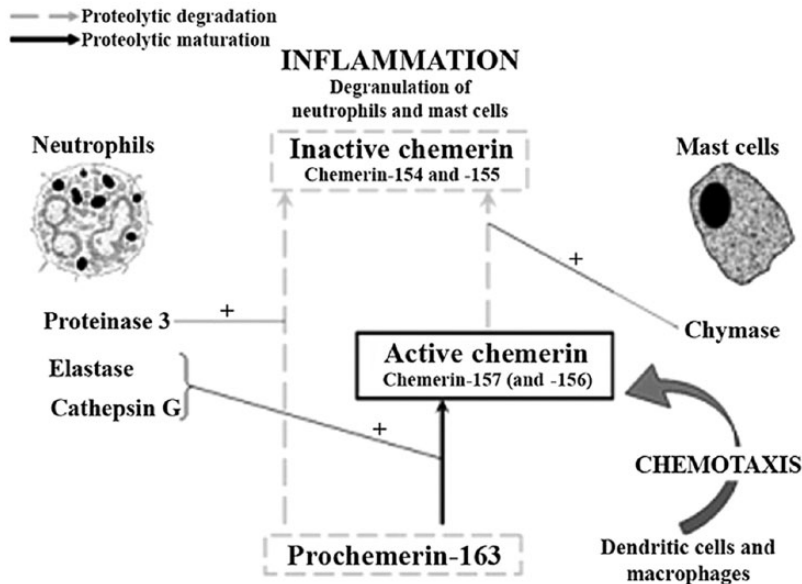 Proteolytic degradation
Proteolytic maturation
INFLAMMATION
Degranulation of
neutrophils and mast cells
Neutrophils
Inactive chemerin
Chemerin-154 and -155
Mast cells
+
+
Proteinase 3
Chymase
Elastase
Cathepsin G
Active chemerin
Chemerin-157 (and -156)
+
CHEMOTAXIS
Prochemerin-163
Dendritic cells and
macrophages